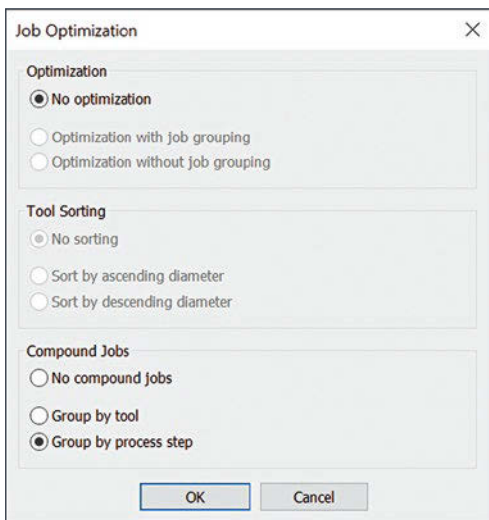 Job Optimization
Optimization
No optimization
Optimization with job grouping
Optimization without job grouping
Tool Sorting
No sorting
Sort by ascending diameter
Sort by descending diameter
Compound Jobs
No compound jobs
Group by tool
Group by process step
OK Cancel